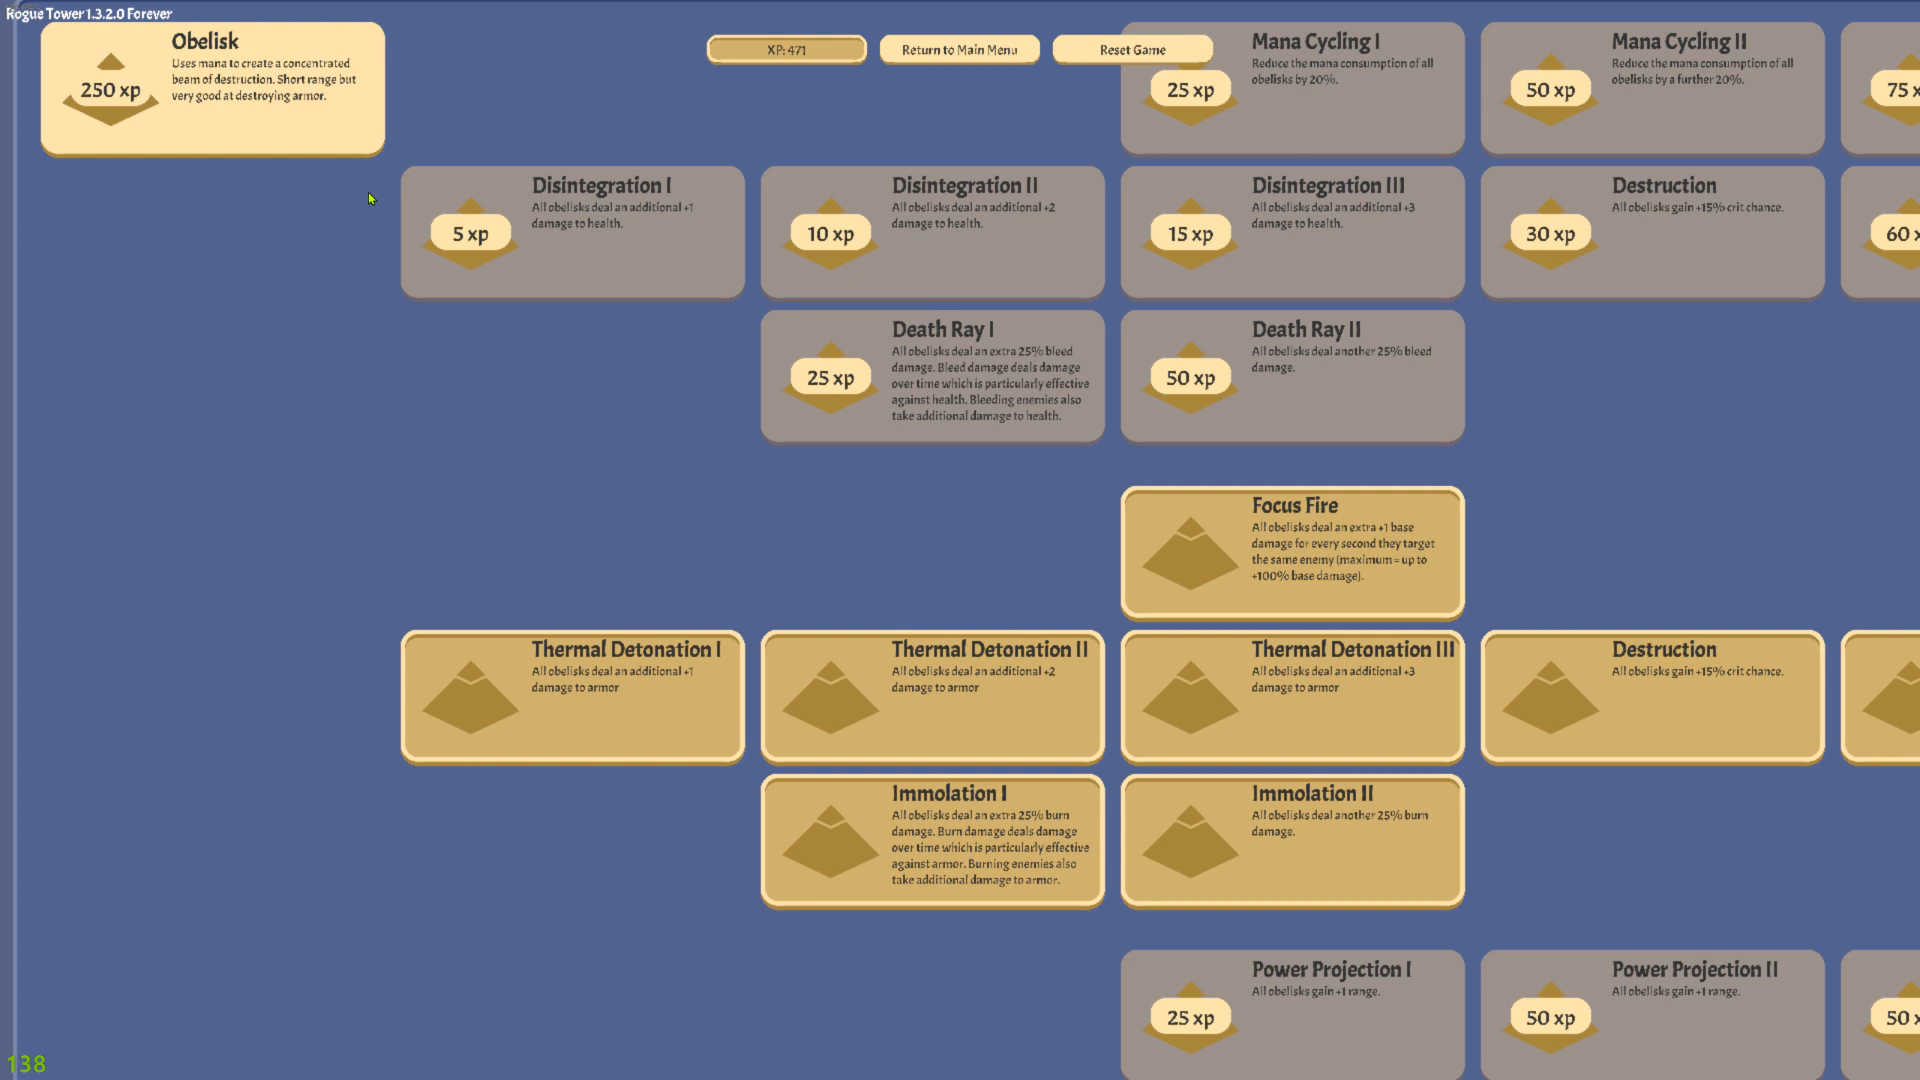 Rogue Tower 1.3.2.0 Forever
Obelisk
Uses mana to create a concentrated
beam of destruction. Short range but
very good at destroying armor.
250 xp
XP: 471
Return to Main Menu
Reset Game
Mana Cycling I
Reduce the mana consumption of all
obelisks by 20%.
25 xp
Mana Cycling II
Reduce the mana consumption of all
obelisks by a further 20%.
50 xp
75 x
Disintegration I
All obelisks deal an additional +1
damage to health.
5 xp
Disintegration II
All obelisks deal an additional +2
damage to health.
10 xp
Disintegration III
All obelisks deal an additional +3
damage to health.
15 xp
Destruction
All obelisks gain +15% crit chance.
30 xp
60 x
Death Ray I
All obelisks deal an extra 25% bleed
damage. Bleed damage deals damage
over time which is particularly effective
against health. Bleeding enemies also
take additional damage to health.
25 xp
Death Ray II
All obelisks deal another 25% bleed
damage.
50 xp
Focus Fire
All obelisks deal an extra +1 base
damage for every second they target
the same enemy (maximum = up to
+100% base damage).
Thermal Detonation I
All obelisks deal an additional +1
damage to armor
Thermal Detonation II
All obelisks deal an additional +2
damage to armor
Thermal Detonation III
All obelisks deal an additional +3
damage to armor
Destruction
All obelisks gain +15% crit chance.
Immolation I
All obelisks deal an extra 25% burn
damage. Burn damage deals damage
over time which is particularly effective
against armor. Burning enemies also
take additional damage to armor.
Immolation II
All obelisks deal another 25% burn
damage.
Power Projection I
All obelisks gain +1 range.
25 xp
Power Projection II
All obelisks gain +1 range.
50 xp
50 x
138